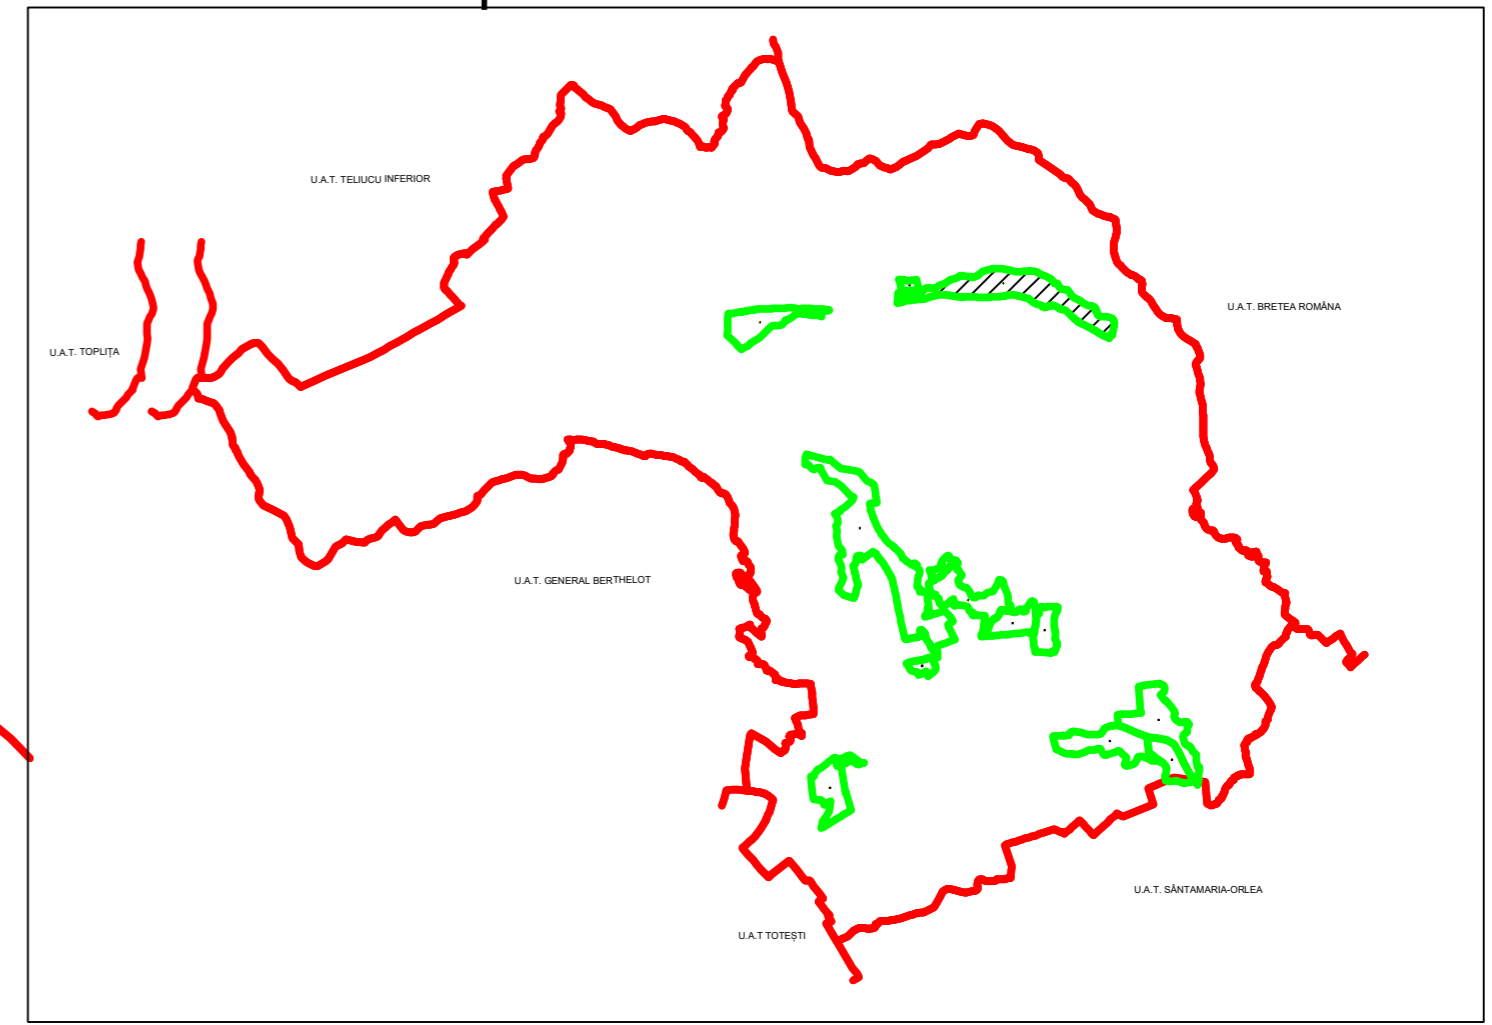 U.A.T. TELIUCU INFERIOR
U.A.T. BRETEA ROMÂNA
U.A.T. TOPLIȚA
U.A.T. GENERAL BERTHELOT
U.A.T. SÂNTAMARIA-ORLEA
U.A.T TOTEȘTI